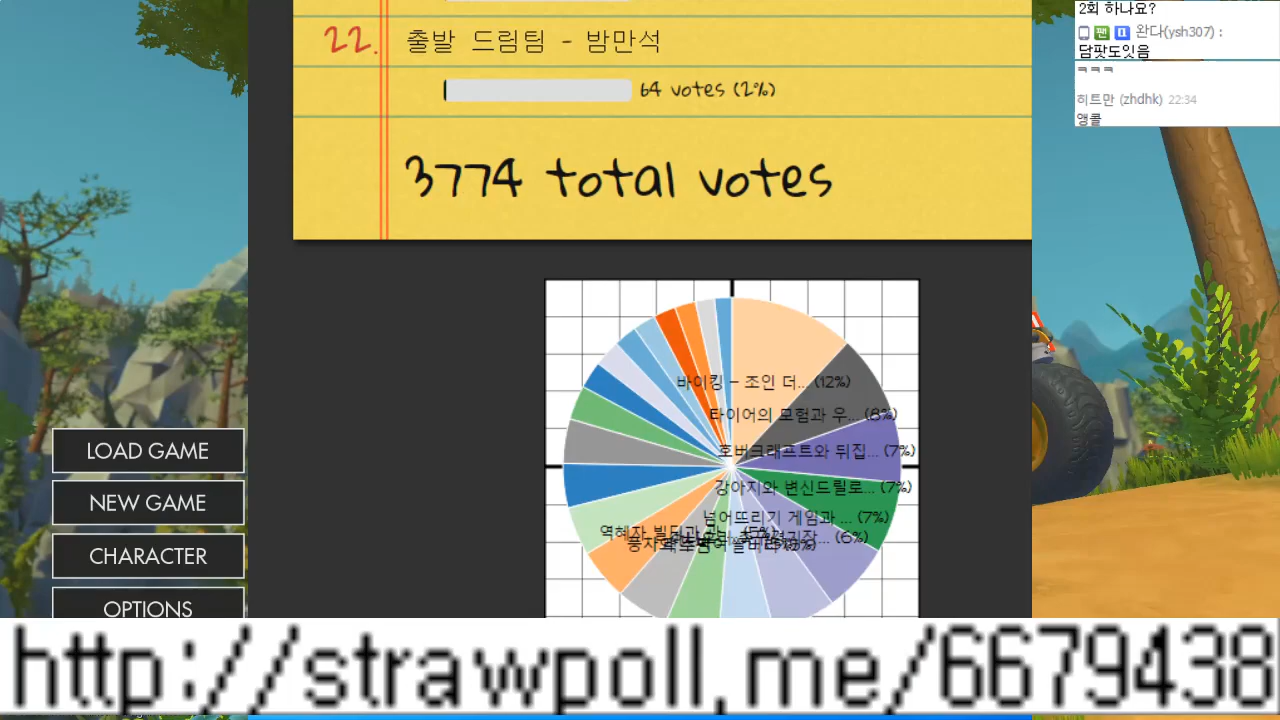 22. 출발 드림팀 - 밤만석
64 votes (2%)
3774 total votes
바이킹 - 조인 더... (12%)
타이어의 모험과 우... (8%)
호버크래프트와 뒤집... (7%)
강아지와 변신드릴로... (7%)
넘어뜨리기 게임과 ... (7%)
(6%)
2회 하나요?
완다(ysh307) :
담팟도잇음
ㅋㅋㅋ
히트만 (zhdhk) 22:34
앵콜
LOAD GAME
NEW GAME
CHARACTER
OPTIONS
http://strawpoll.me/6679438